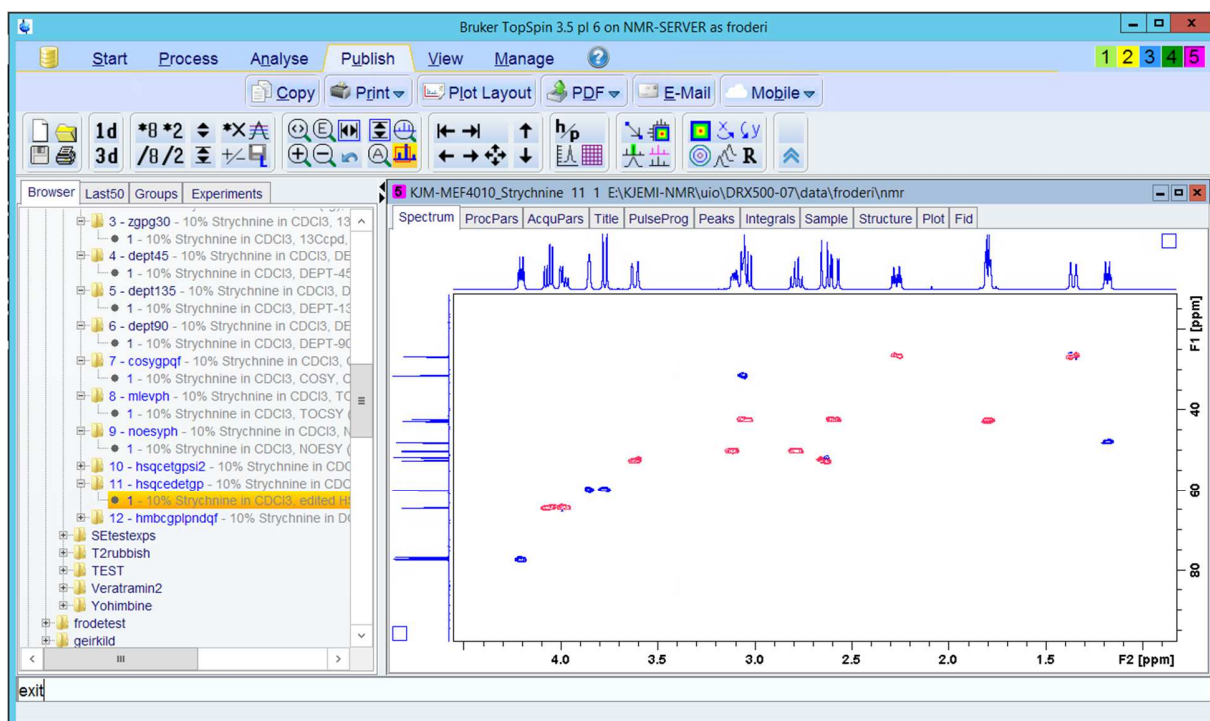 Bruker TopSpin 3.5 pl 6 on NMR-SERVER as froderi
Start Process Analyse Publish View Manage ? 1 2 3 4 5
Copy Print Plot Layout PDF E-Mail Mobile
1d *8 *2 *X h/p
3d /8 /2 +/- L R
Browser Last50 Groups Experiments
3 - zgpg30 - 10% Strychnine in CDCl3, 13
1 - 10% Strychnine in CDCl3, 13Ccpd,
4 - dept45 - 10% Strychnine in CDCl3, DE
1 - 10% Strychnine in CDCl3, DEPT-45
5 - dept135 - 10% Strychnine in CDCl3, D
1 - 10% Strychnine in CDCl3, DEPT-13
6 - dept90 - 10% Strychnine in CDCl3, DE
1 - 10% Strychnine in CDCl3, DEPT-90
7 - cosygpqf - 10% Strychnine in CDCl3,
1 - 10% Strychnine in CDCl3, COSY,
8 - mlevph - 10% Strychnine in CDCl3, TO
1 - 10% Strychnine in CDCl3, TOCSY (
9 - noesyph - 10% Strychnine in CDCl3, N
1 - 10% Strychnine in CDCl3, NOESY (
10 - hsqcetgpsi2 - 10% Strychnine in CDC
11 - hsqcedetgp - 10% Strychnine in CDC
1 - 10% Strychnine in CDCl3, edited HS
12 - hmbcgplpndqf - 10% Strychnine in D
SEtestexps
T2rubbish
TEST
Veratramin2
Yohimbine
frodetest
geirkild
5 KJM-MEF4010_Strychnine 11 1 E:\KJEMI-NMR\uio\DRX500-07\data\froderi\nmr
Spectrum ProcPars AcquPars Title PulseProg Peaks Integrals Sample Structure Plot Fid
F1 [ppm]
40
60
80
4.0 3.5 3.0 2.5 2.0 1.5 F2 [ppm]
exit